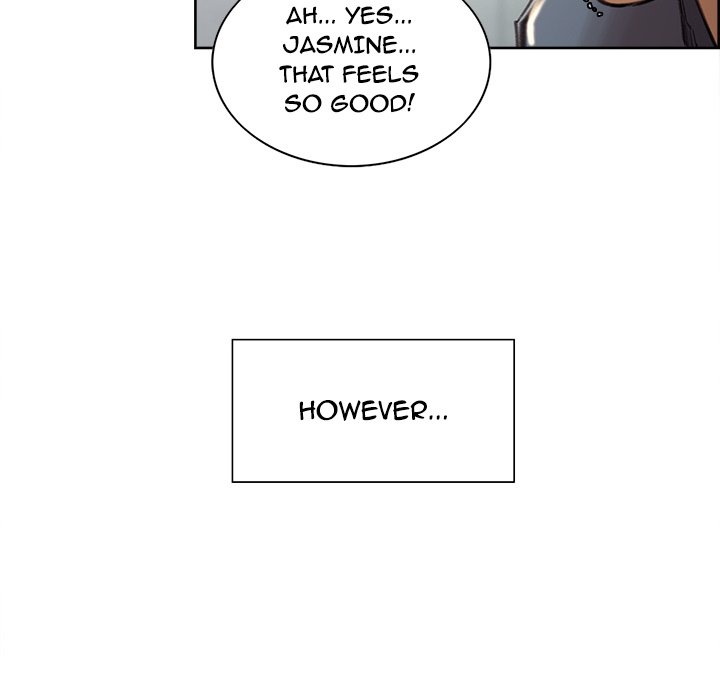 AH... YES...
JASMINE...
THAT FEELS
SO GOOD!
HOWEVER...